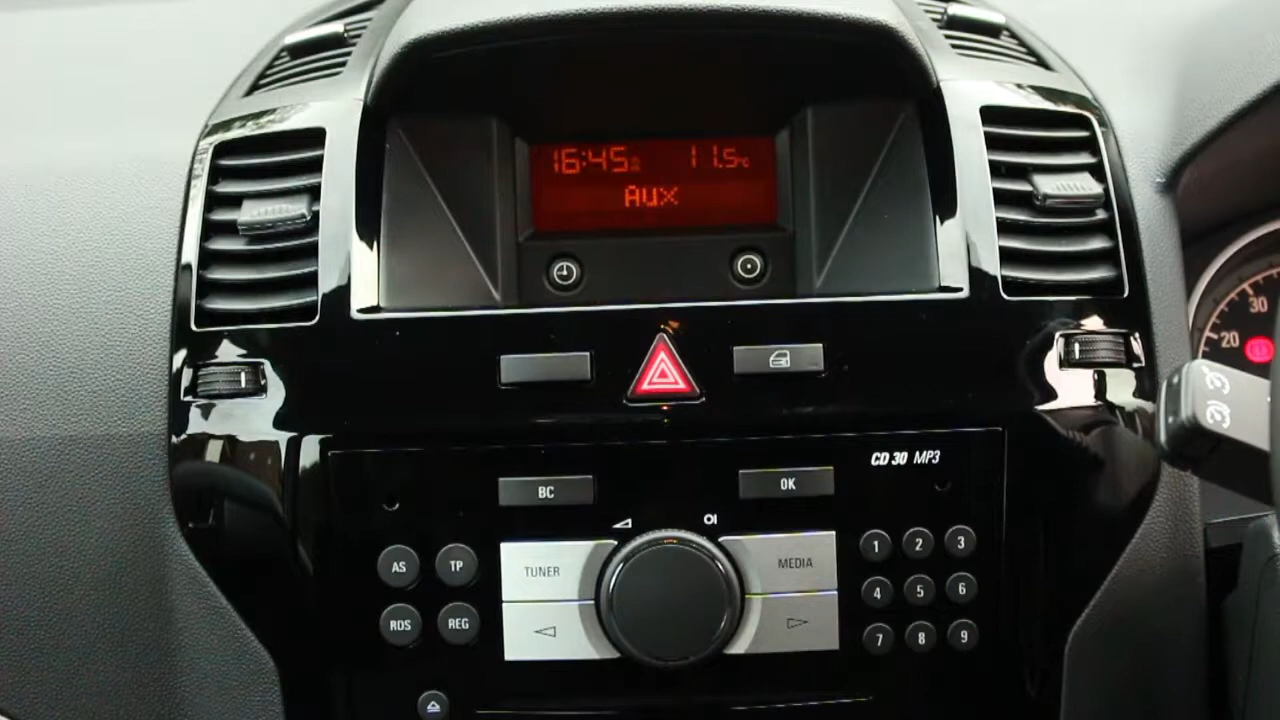 16:45 11.5°C
AUX
30
20
CD 30 MP3
BC OK
TUNER MEDIA
AS TP
RDS REG
1 2 3
4 5 6
7 8 9